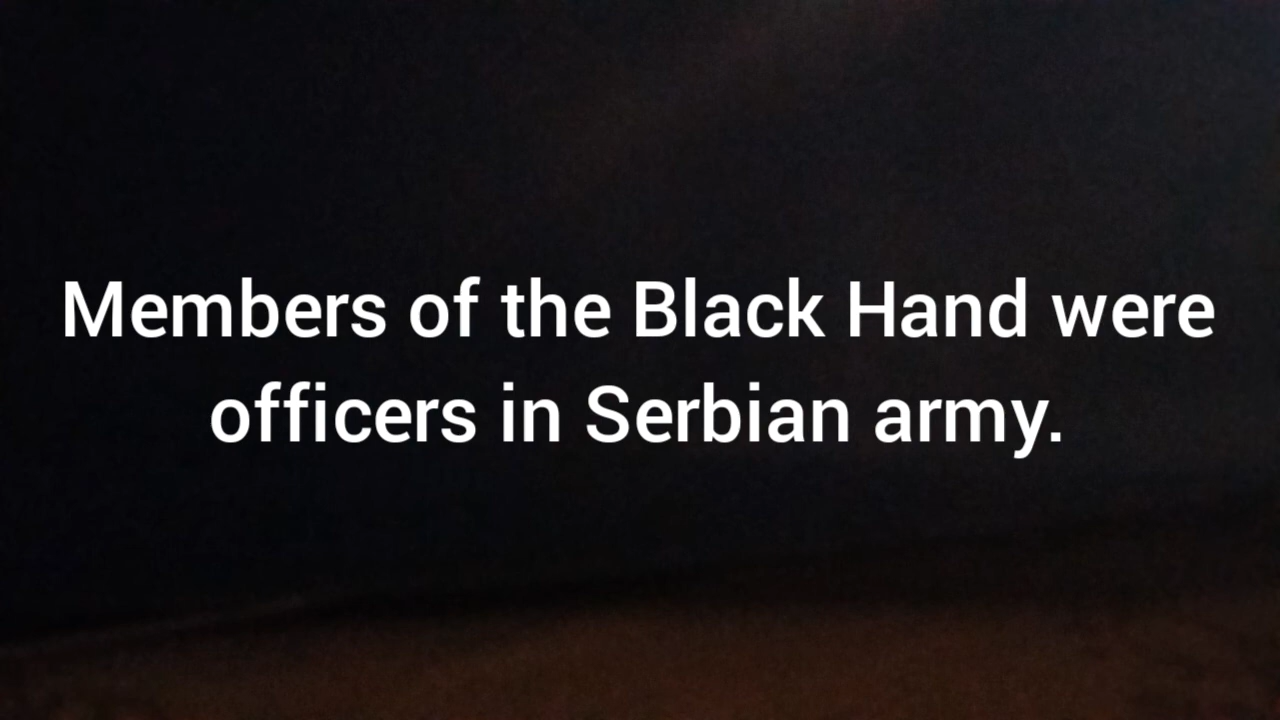 Members of the Black Hand were
officers in Serbian army.